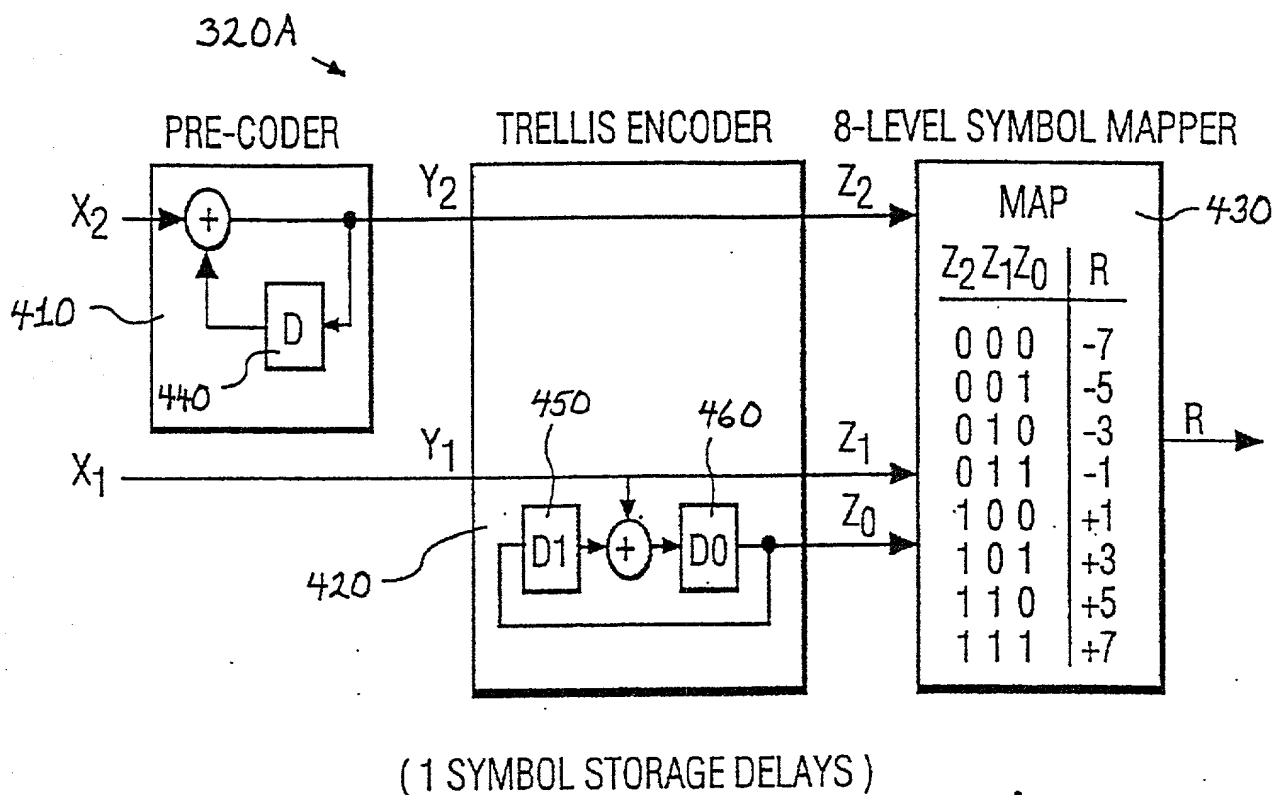 320A
PRE-CODER TRELLIS ENCODER 8-LEVEL SYMBOL MAPPER
X2 + Y2 Z2 MAP 430
Z2 Z1 Z0 R
410 D 440
0 0 0 -7
0 0 1 -5
0 1 0 -3
0 1 1 -1
1 0 0 +1
1 0 1 +3
1 1 0 +5
1 1 1 +7
R
X1 Y1 450 460 Z1
420 D1 + D0 Z0
( 1 SYMBOL STORAGE DELAYS )